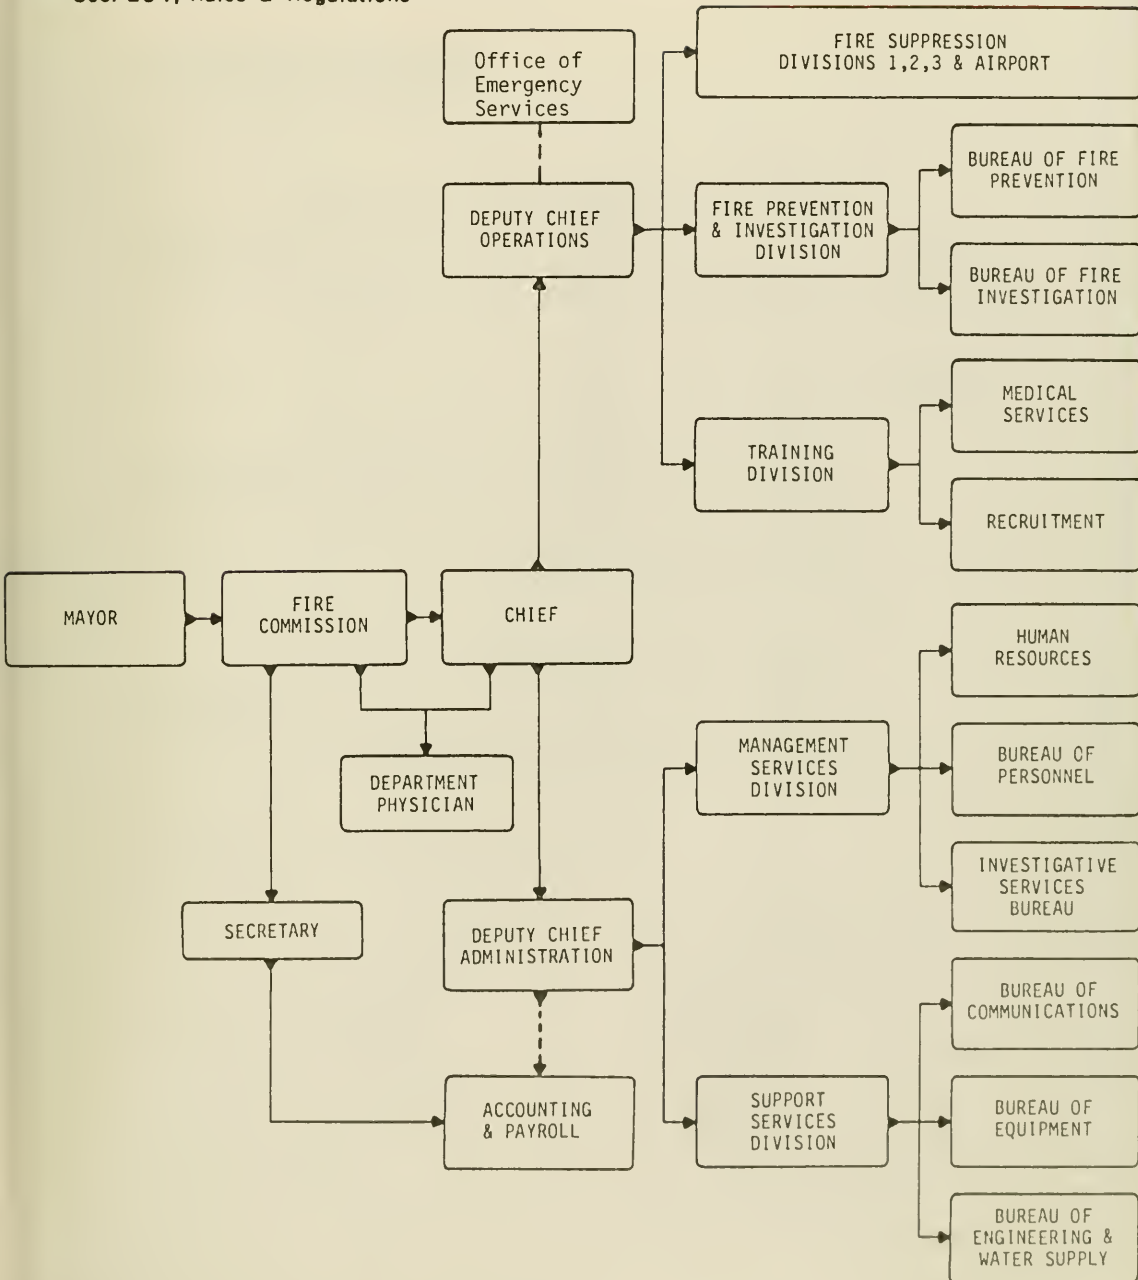 FIRE SUPPRESSION
DIVISIONS 1,2,3 & AIRPORT
Office of
Emergency
Services
BUREAU OF FIRE
PREVENTION
DEPUTY CHIEF
OPERATIONS
FIRE PREVENTION
& INVESTIGATION
DIVISION
BUREAU OF FIRE
INVESTIGATION
MEDICAL
SERVICES
TRAINING
DIVISION
RECRUITMENT
MAYOR
FIRE
COMMISSION
CHIEF
HUMAN
RESOURCES
MANAGEMENT
SERVICES
DIVISION
BUREAU OF
PERSONNEL
DEPARTMENT
PHYSICIAN
INVESTIGATIVE
SERVICES
BUREAU
SECRETARY
DEPUTY CHIEF
ADMINISTRATION
BUREAU OF
COMMUNICATIONS
ACCOUNTING
& PAYROLL
SUPPORT
SERVICES
DIVISION
BUREAU OF
EQUIPMENT
BUREAU OF
ENGINEERING &
WATER SUPPLY